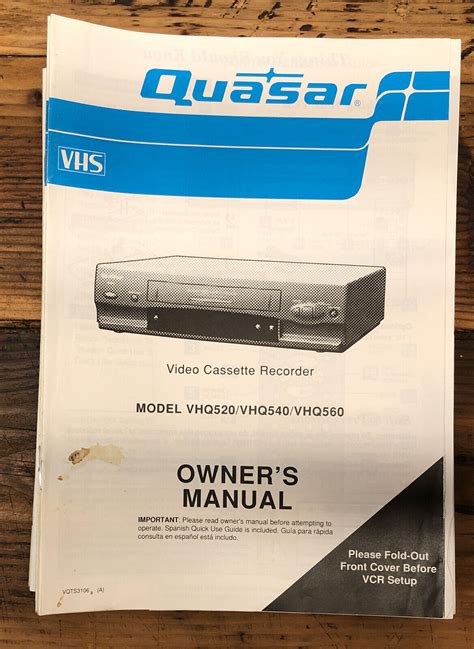 Quasar®
VHS
Video Cassette Recorder
MODEL VHQ520/VHQ540/VHQ560
OWNER'S
MANUAL
IMPORTANT: Please read owner's manual before attempting to
operate. Spanish Quick Use Guide is included. Guía para rápida
consulta en español está incluido.
Please Fold-Out
Front Cover Before
VCR Setup
VQTS3106 (A)